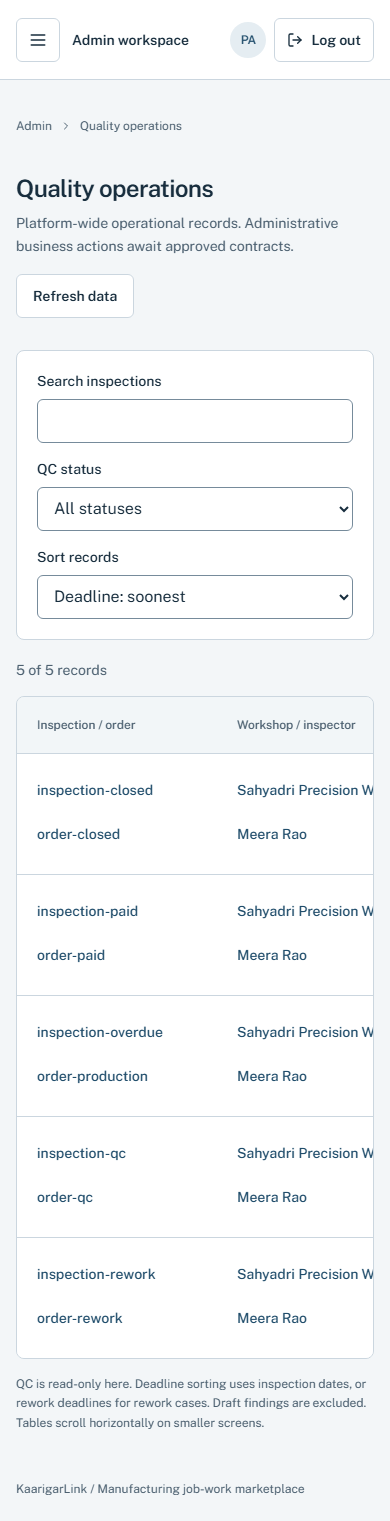 Admin workspace
PA
Log out
Admin
Quality operations
Quality operations
Platform-wide operational records. Administrative
business actions await approved contracts.
Refresh data
Search inspections
QC status
All statuses
Sort records
Deadline: soonest
5 of 5 records
Inspection / order Workshop / inspector
inspection-closed Sahyadri Precision W
order-closed Meera Rao
inspection-paid Sahyadri Precision W
order-paid Meera Rao
inspection-overdue Sahyadri Precision W
order-production Meera Rao
inspection-qc Sahyadri Precision W
order-qc Meera Rao
inspection-rework Sahyadri Precision W
order-rework Meera Rao
QC is read-only here. Deadline sorting uses inspection dates, or
rework deadlines for rework cases. Draft findings are excluded.
Tables scroll horizontally on smaller screens.
KaarigarLink / Manufacturing job-work marketplace